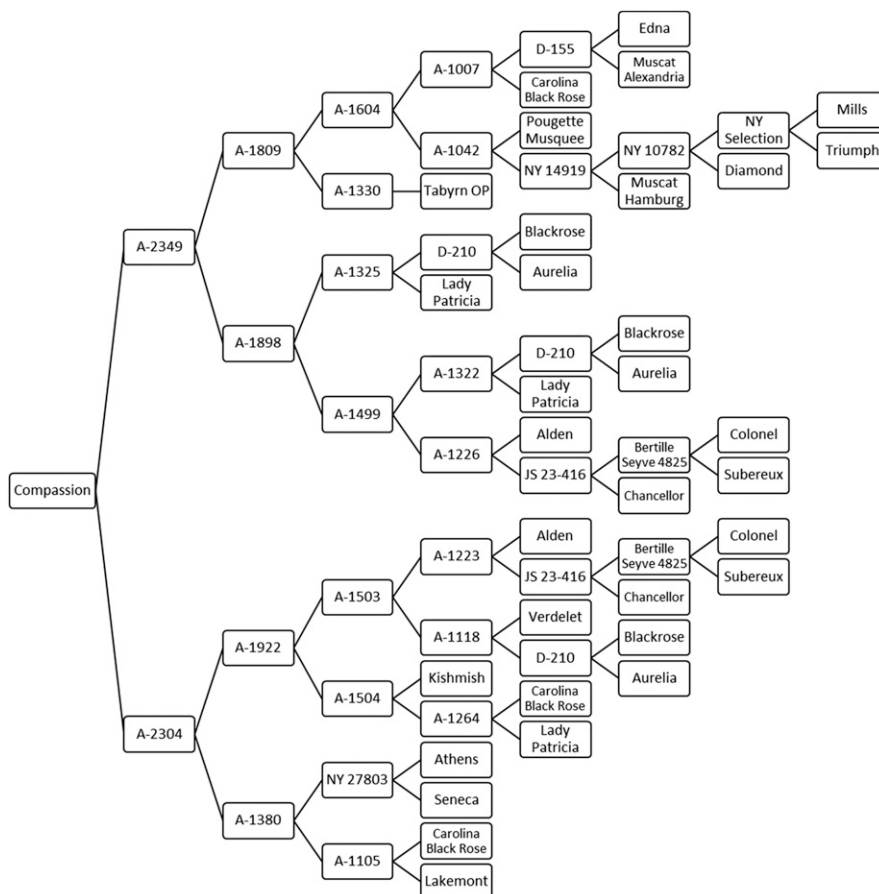 Edna
D-155
A-1007
Muscat
Alexandria
Carolina
Black Rose
A-1604
Pougette
Musquee
NY
Selection
Mills
A-1042
NY 10782
A-1809
NY 14919
Triumph
Muscat
Hamburg
Diamond
A-1330
Tabyrn OP
Blackrose
A-2349
D-210
A-1325
Aurelia
Lady
Patricia
Blackrose
A-1898
D-210
A-1322
Aurelia
Lady
Patricia
A-1499
Alden
Colonel
A-1226
Bertille
Seyve 4825
JS 23-416
Subereux
Compassion
Chancellor
Alden
Colonel
A-1223
Bertille
Seyve 4825
JS 23-416
Subereux
A-1503
Chancellor
Verdelet
A-1118
Blackrose
A-1922
D-210
Kishmish
Aurelia
A-1504
Carolina
Black Rose
A-1264
A-2304
Lady
Patricia
Athens
NY 27803
Seneca
A-1380
Carolina
Black Rose
A-1105
Lakemont